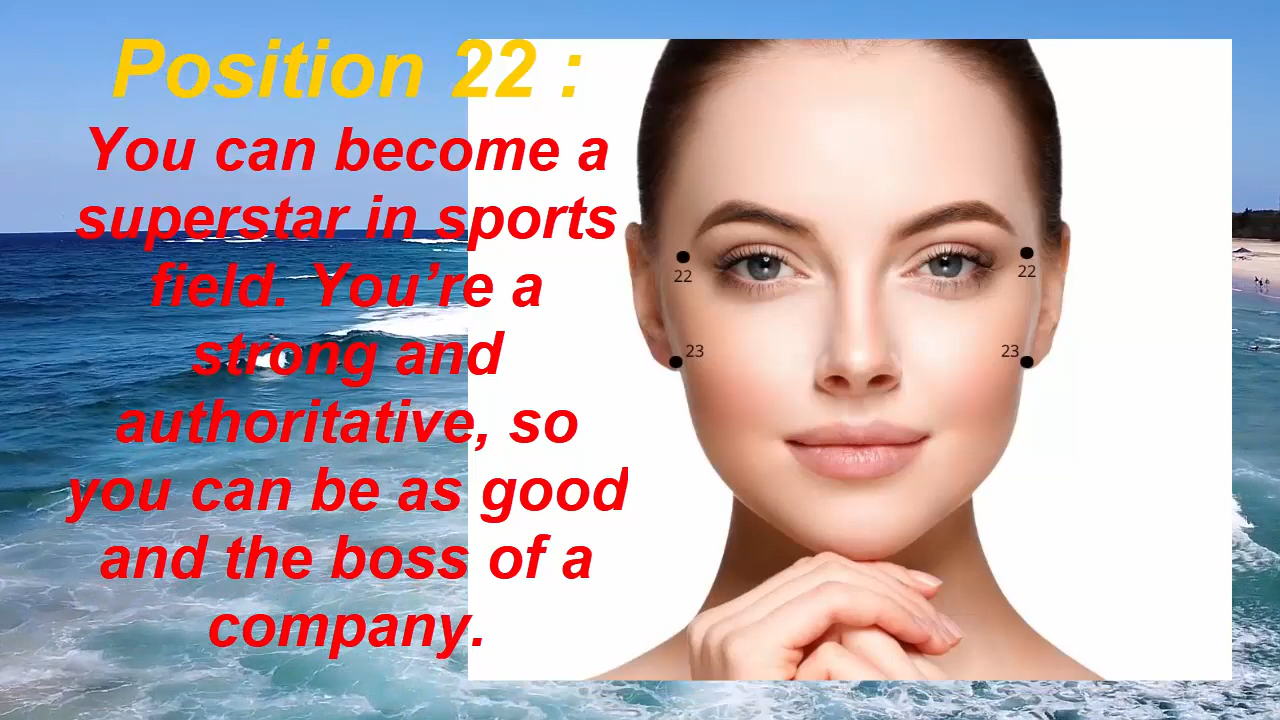 Position 22 :
You can become a
superstar in sports
field. You’re a
strong and
authoritative, so
you can be as good
and the boss of a
company.
22
22
23
23